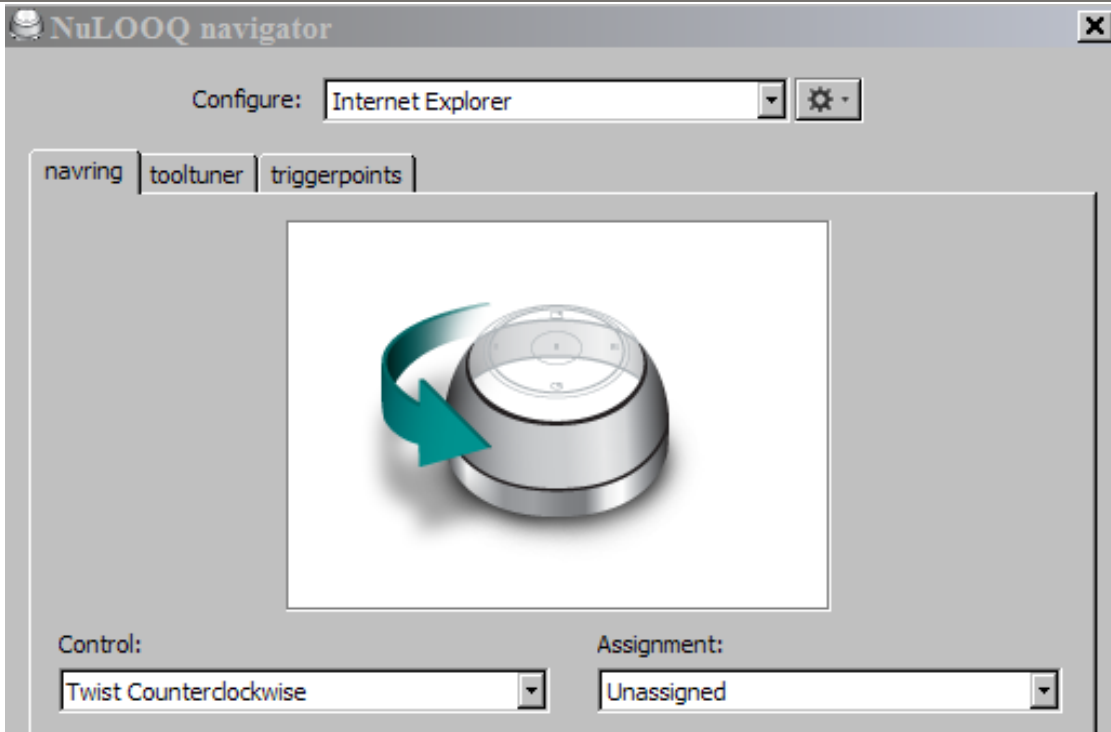 NuLOOQ navigator
Configure: Internet Explorer
navring tooltuner triggerpoints
Control: Assignment:
Twist Counterclockwise Unassigned